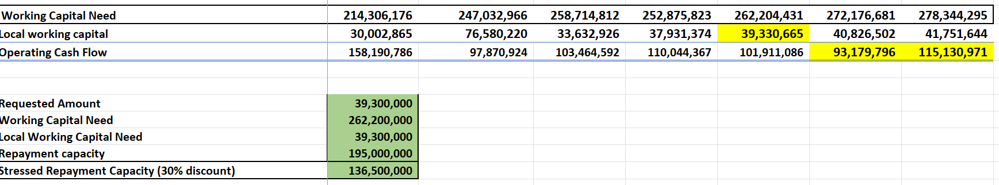 Working Capital Need 214,306,176 247,032,966 258,714,812 252,875,823 262,204,431 272,176,681 278,344,295
Local working capital 30,002,865 76,580,220 33,632,926 37,931,374 39,330,665 40,826,502 41,751,644
Operating Cash Flow 158,190,786 97,870,924 103,464,592 110,044,367 101,911,086 93,179,796 115,130,971
Requested Amount 39,300,000
Working Capital Need 262,200,000
Local Working Capital Need 39,300,000
Repayment capacity 195,000,000
Stressed Repayment Capacity (30% discount) 136,500,000